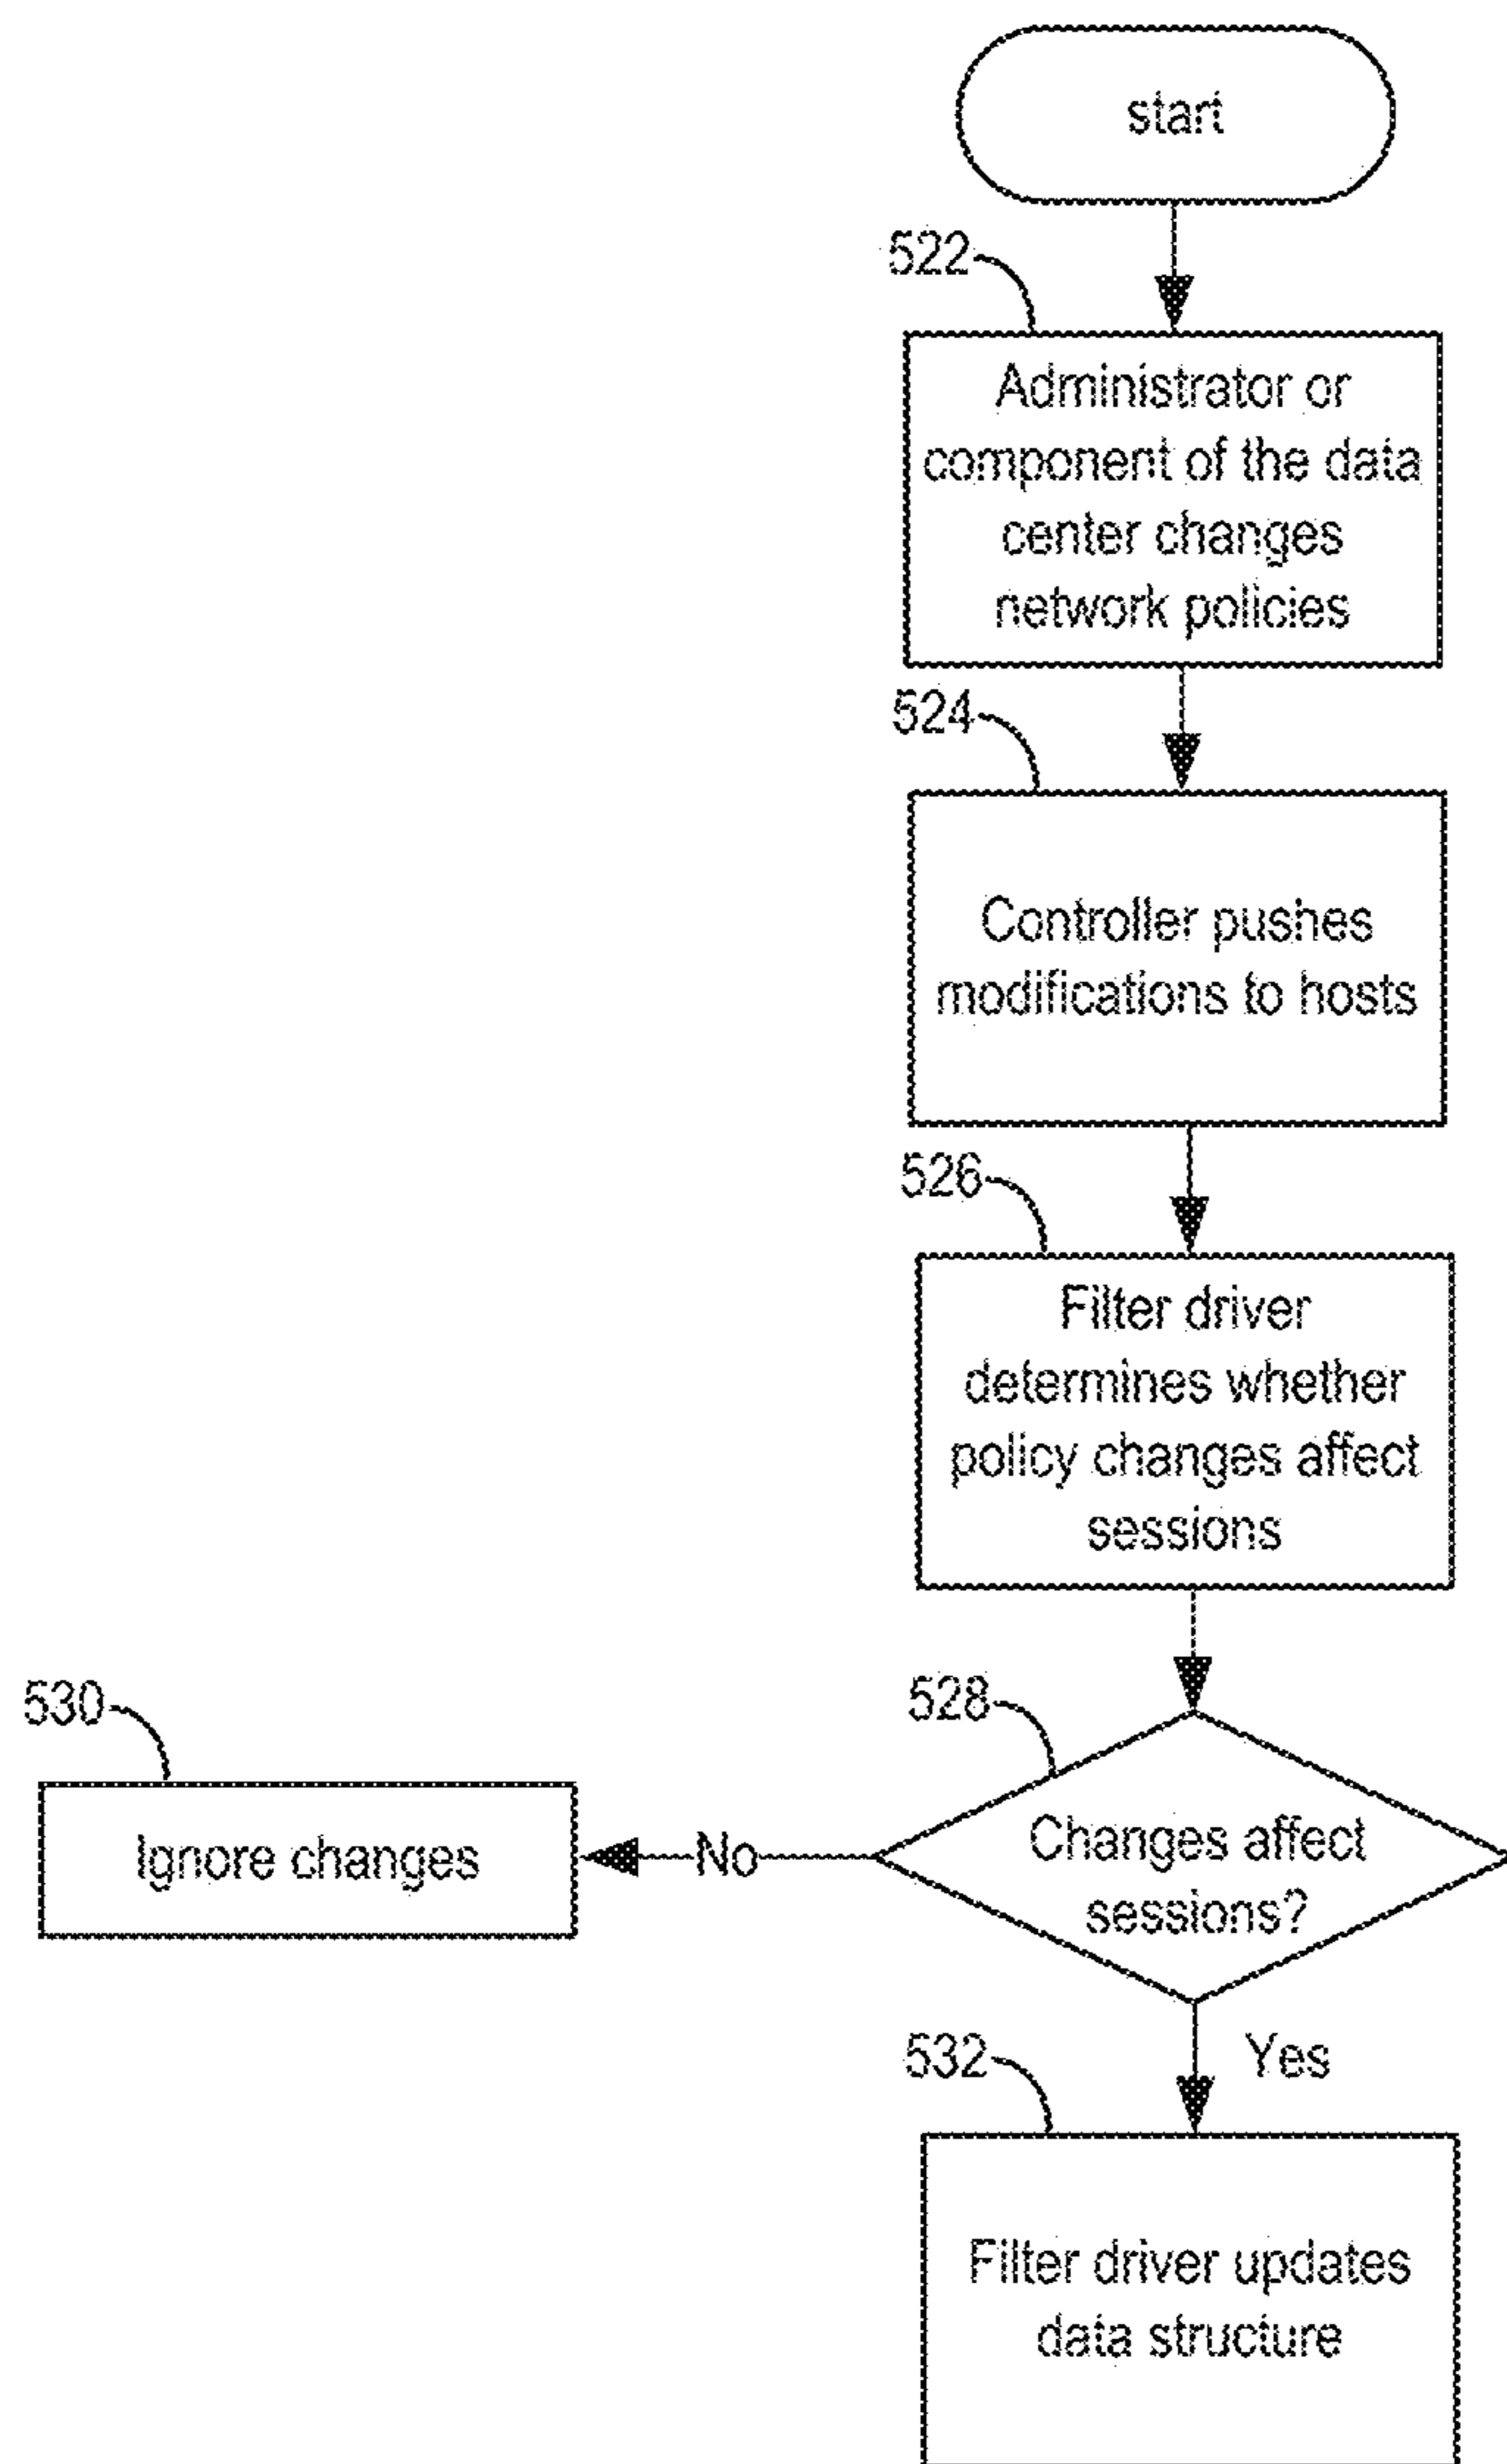 start
522
Administrator or
component of the data
center changes
network policies
524
Controller pushes
modifications to hosts
526
Filter driver
determines whether
policy changes affect
sessions
528
Changes affect
sessions?
No
530
Ignore changes
Yes
532
Filter driver updates
data structure